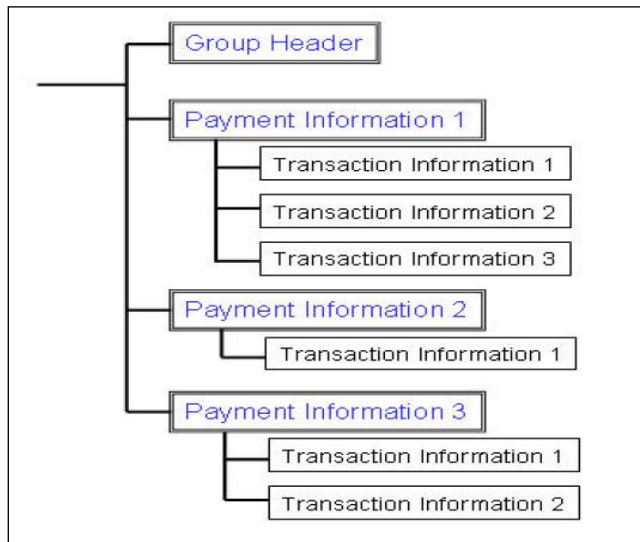 Group Header
Payment Information 1
Transaction Information 1
Transaction Information 2
Transaction Information 3
Payment Information 2
Transaction Information 1
Payment Information 3
Transaction Information 1
Transaction Information 2